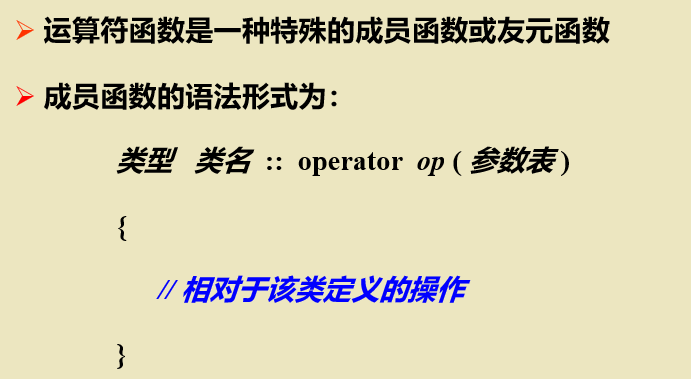 运算符函数是一种特殊的成员函数或友元函数
成员函数的语法形式为：
类型 类名 :: operator op ( 参数表 )
{
// 相对于该类定义的操作
}